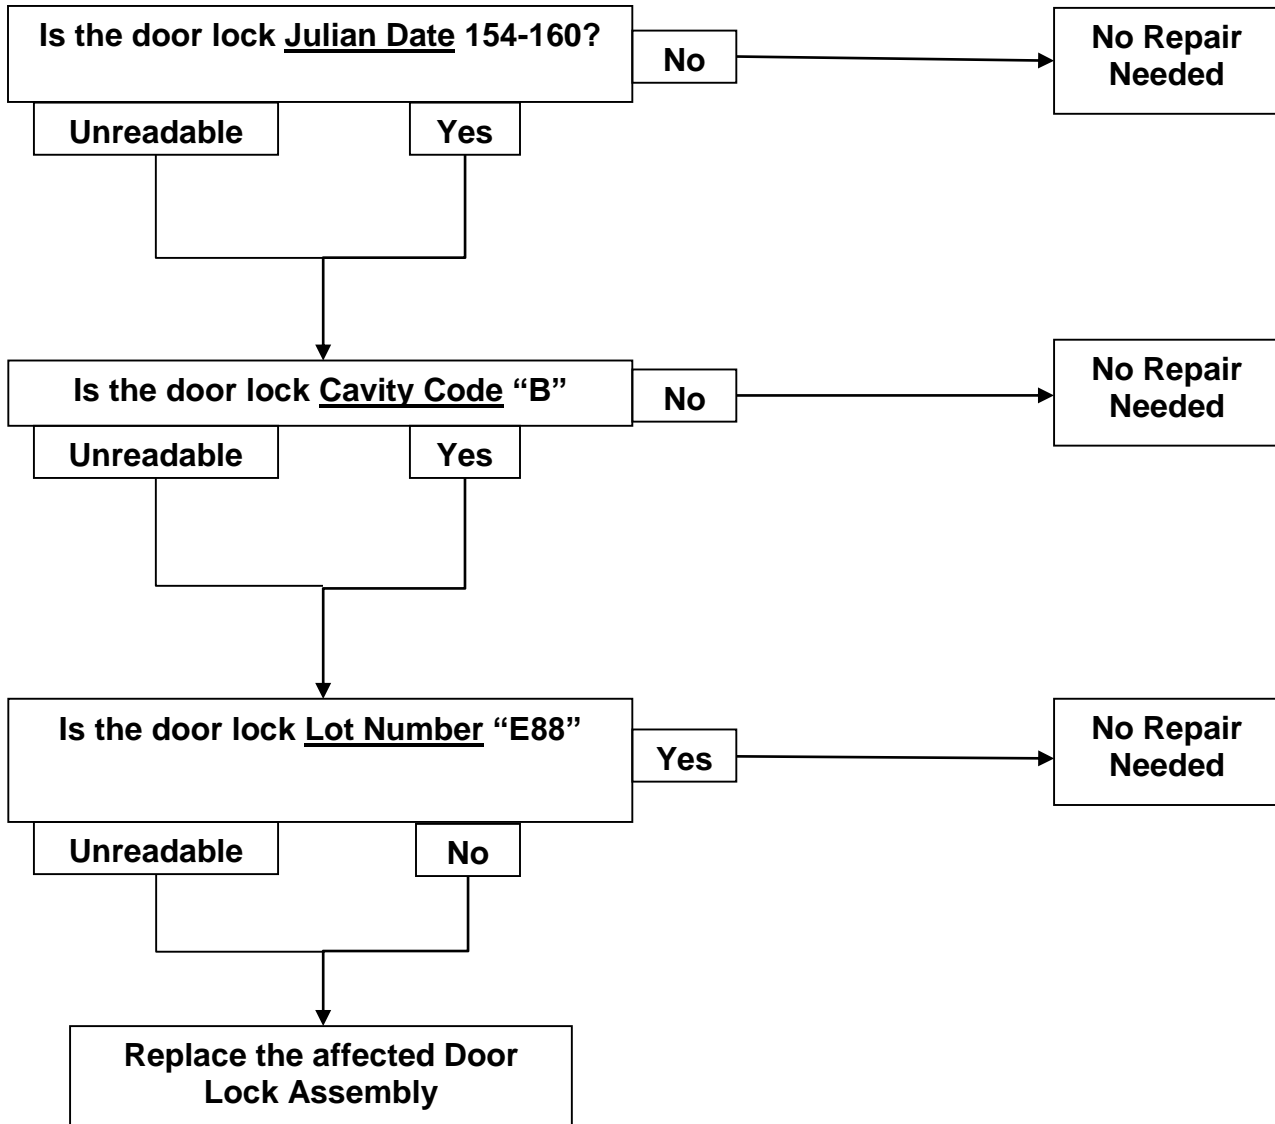 Is the door lock Julian Date 154-160?
No
No Repair
Needed
Unreadable
Yes
Is the door lock Cavity Code “B”
No
No Repair
Needed
Unreadable
Yes
Is the door lock Lot Number “E88”
Yes
No Repair
Needed
Unreadable
No
Replace the affected Door
Lock Assembly